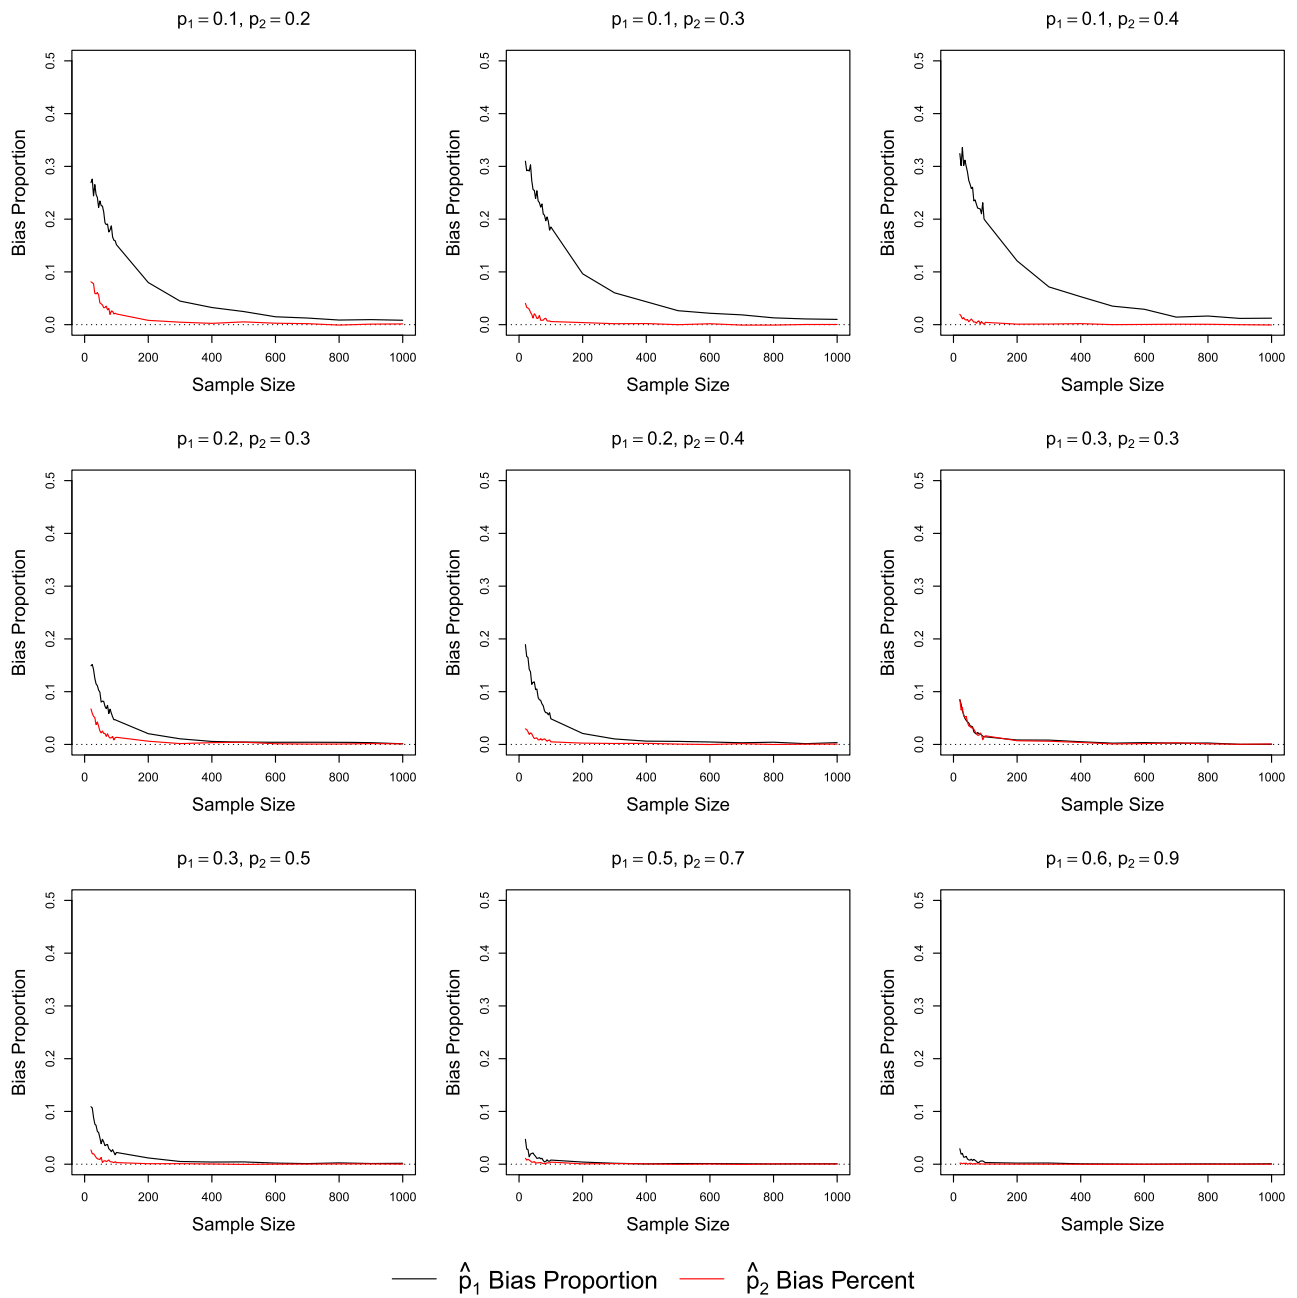 p₁ = 0.1, p₂ = 0.2
p₁ = 0.1, p₂ = 0.3
p₁ = 0.1, p₂ = 0.4
Bias Proportion
0.5
0.4
0.3
0.2
0.1
0.0
0 200 400 600 800 1000
Sample Size
Bias Proportion
0.5
0.4
0.3
0.2
0.1
0.0
0 200 400 600 800 1000
Sample Size
Bias Proportion
0.5
0.4
0.3
0.2
0.1
0.0
0 200 400 600 800 1000
Sample Size
p₁ = 0.2, p₂ = 0.3
p₁ = 0.2, p₂ = 0.4
p₁ = 0.3, p₂ = 0.3
Bias Proportion
0.5
0.4
0.3
0.2
0.1
0.0
0 200 400 600 800 1000
Sample Size
Bias Proportion
0.5
0.4
0.3
0.2
0.1
0.0
0 200 400 600 800 1000
Sample Size
Bias Proportion
0.5
0.4
0.3
0.2
0.1
0.0
0 200 400 600 800 1000
Sample Size
p₁ = 0.3, p₂ = 0.5
p₁ = 0.5, p₂ = 0.7
p₁ = 0.6, p₂ = 0.9
Bias Proportion
0.5
0.4
0.3
0.2
0.1
0.0
0 200 400 600 800 1000
Sample Size
Bias Proportion
0.5
0.4
0.3
0.2
0.1
0.0
0 200 400 600 800 1000
Sample Size
Bias Proportion
0.5
0.4
0.3
0.2
0.1
0.0
0 200 400 600 800 1000
Sample Size
p̂₁ Bias Proportion
p̂₂ Bias Percent